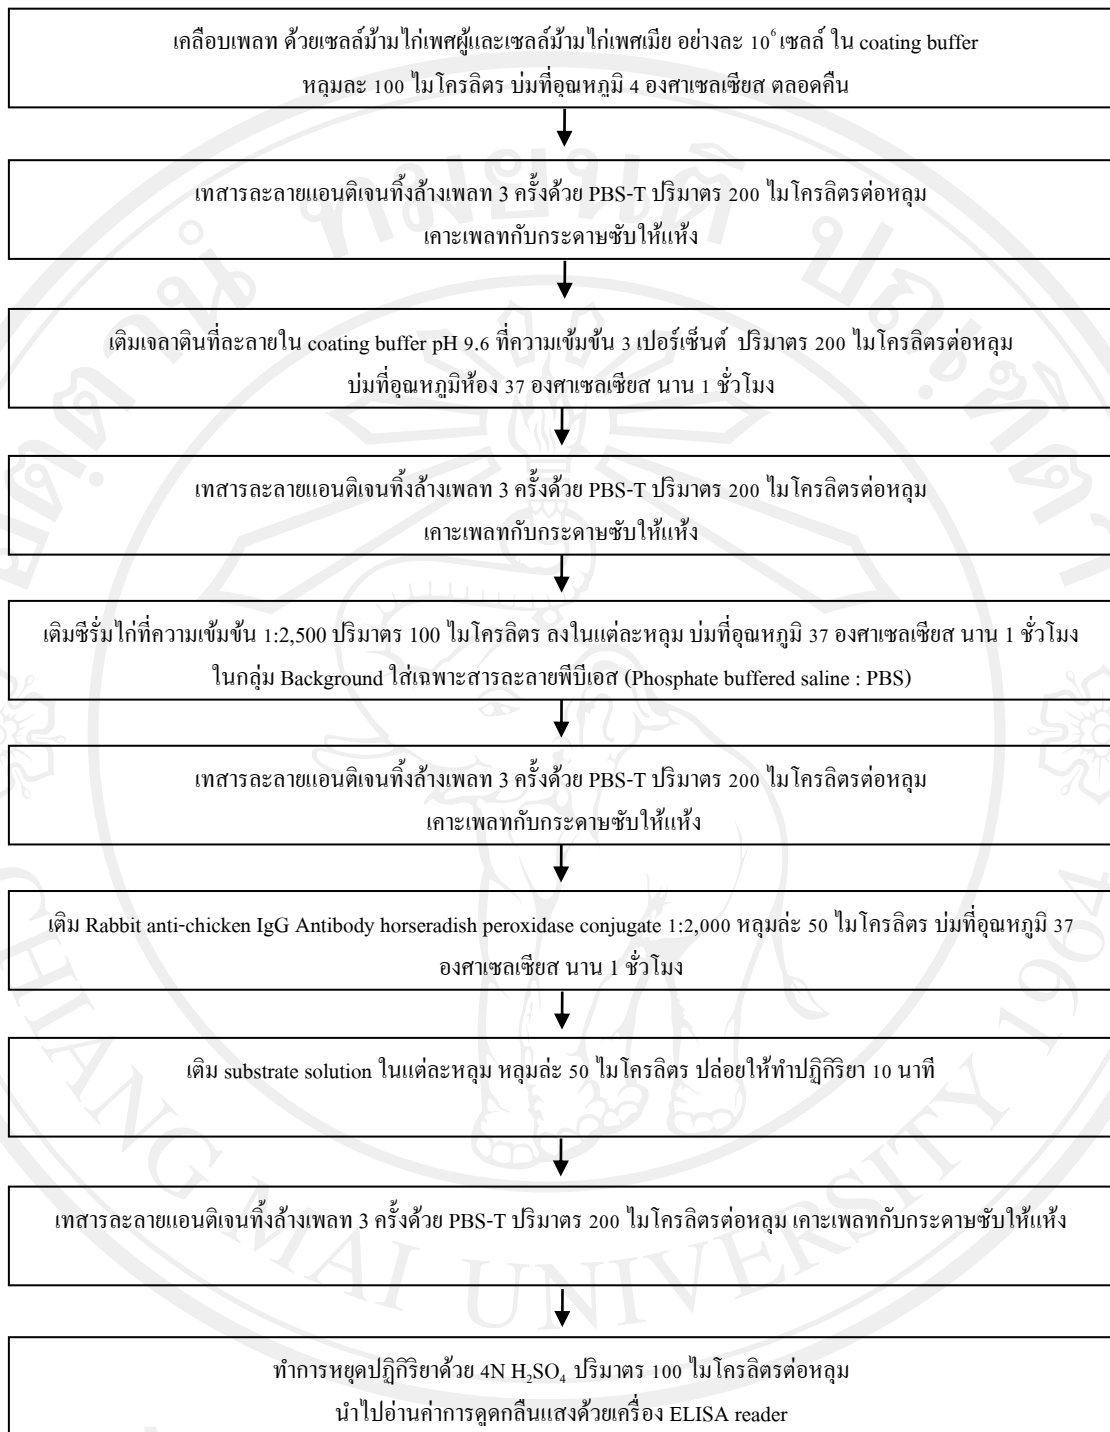 เคลือบเพลท ด้วยเซลล์ม้ามไก่เพศผู้และเซลล์ม้ามไก่เพศเมีย อย่างละ 10⁶ เซลล์ ใน coating buffer
หลุมละ 100 ไมโครลิตร บ่มที่อุณหภูมิ 4 องศาเซลเซียส ตลอดคืน
เทสารละลายแอนติเจนทิ้งล้างเพลท 3 ครั้งด้วย PBS-T ปริมาตร 200 ไมโครลิตรต่อหลุม
เคาะเพลทกับกระดาษซับให้แห้ง
เติมเจลาตินที่ละลายใน coating buffer pH 9.6 ที่ความเข้มข้น 3 เปอร์เซ็นต์ ปริมาตร 200 ไมโครลิตรต่อหลุม
บ่มที่อุณหภูมิห้อง 37 องศาเซลเซียส นาน 1 ชั่วโมง
เทสารละลายแอนติเจนทิ้งล้างเพลท 3 ครั้งด้วย PBS-T ปริมาตร 200 ไมโครลิตรต่อหลุม
เคาะเพลทกับกระดาษซับให้แห้ง
เติมซีรั่มไก่ที่ความเข้มข้น 1:2,500 ปริมาตร 100 ไมโครลิตร ลงในแต่ละหลุม บ่มที่อุณหภูมิ 37 องศาเซลเซียส นาน 1 ชั่วโมง
ในกลุ่ม Background ใส่เฉพาะสารละลายพีบีเอส (Phosphate buffered saline : PBS)
เทสารละลายแอนติเจนทิ้งล้างเพลท 3 ครั้งด้วย PBS-T ปริมาตร 200 ไมโครลิตรต่อหลุม
เคาะเพลทกับกระดาษซับให้แห้ง
เติม Rabbit anti-chicken IgG Antibody horseradish peroxidase conjugate 1:2,000 หลุมล่ะ 50 ไมโครลิตร บ่มที่อุณหภูมิ 37
องศาเซลเซียส นาน 1 ชั่วโมง
เติม substrate solution ในแต่ละหลุม หลุมล่ะ 50 ไมโครลิตร ปล่อยให้ทำปฏิกิริยา 10 นาที
เทสารละลายแอนติเจนทิ้งล้างเพลท 3 ครั้งด้วย PBS-T ปริมาตร 200 ไมโครลิตรต่อหลุม เคาะเพลทกับกระดาษซับให้แห้ง
ทำการหยุดปฏิกิริยาด้วย 4N H₂SO₄ ปริมาตร 100 ไมโครลิตรต่อหลุม
นำไปอ่านค่าการดูดกลืนแสงด้วยเครื่อง ELISA reader
CHIANG MAI UNIVERSITY 1964